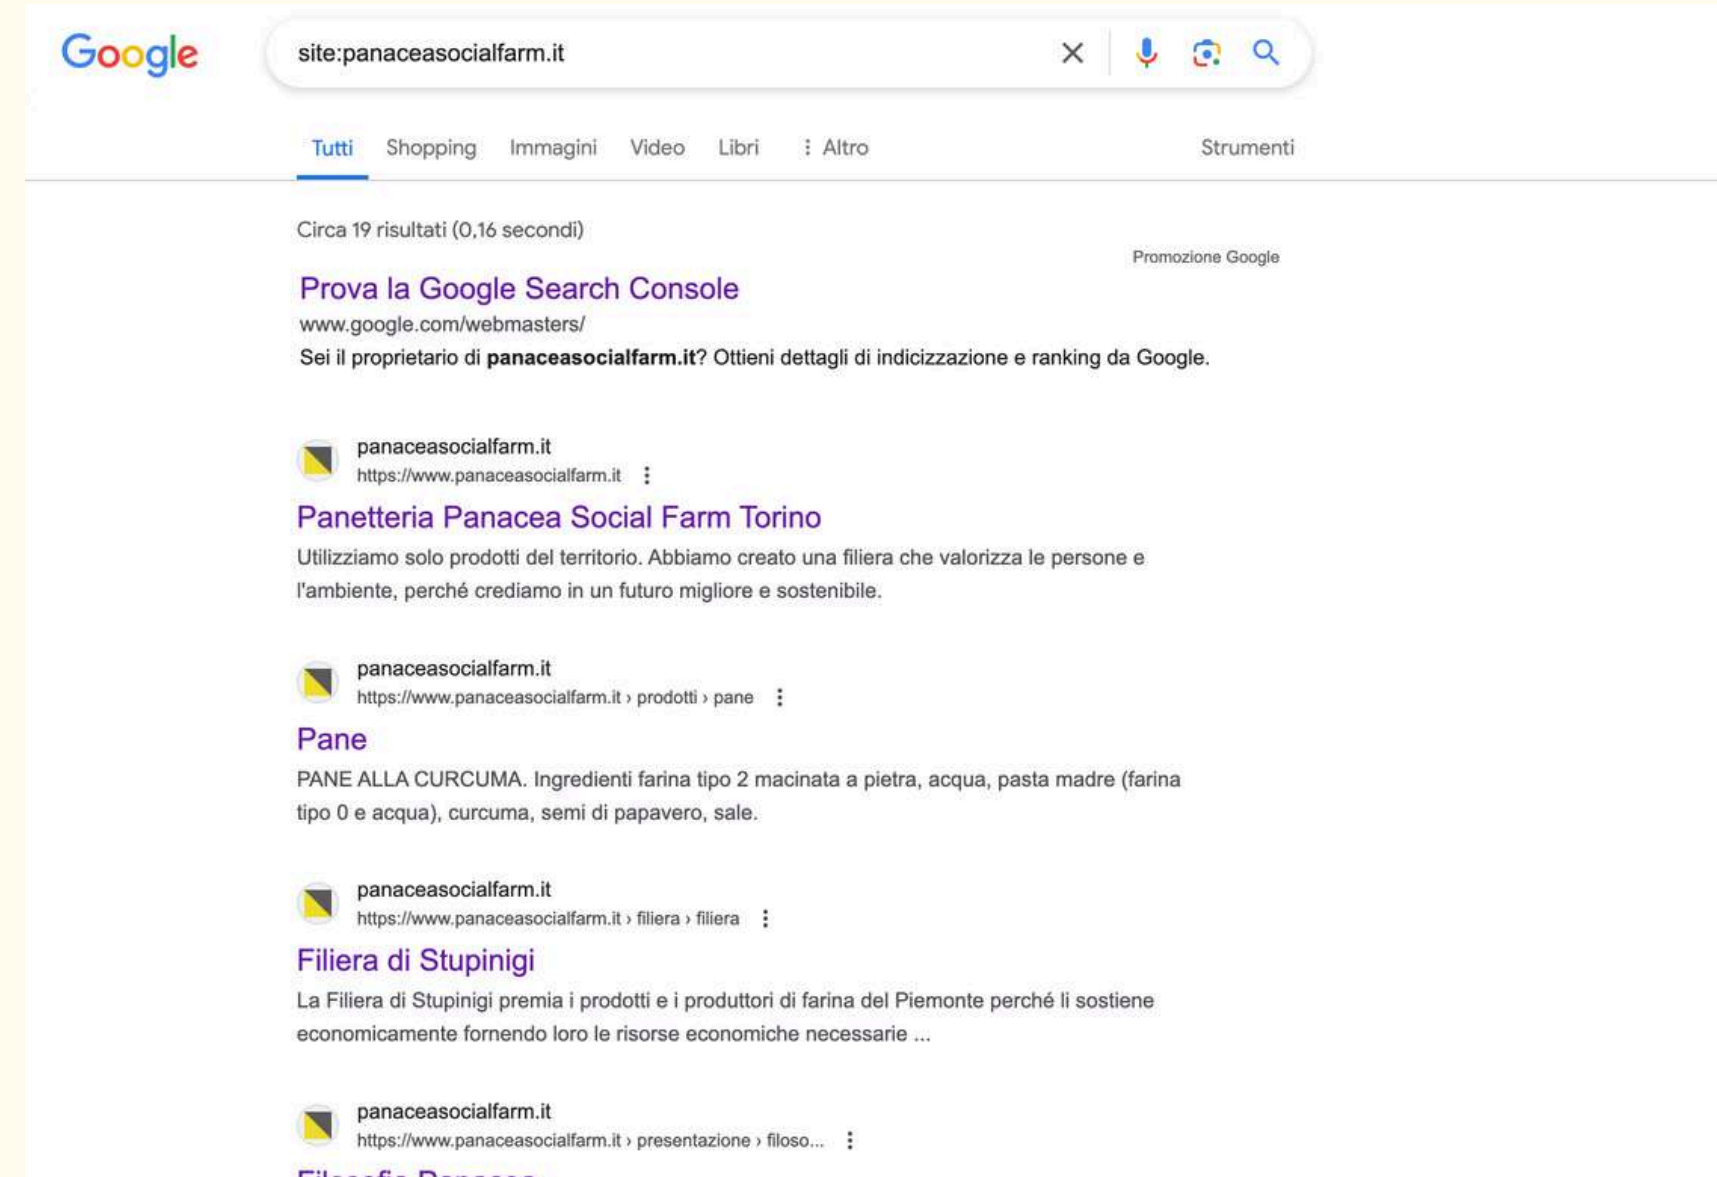 Google
site:panaceasocialfarm.it
Tutti Shopping Immagini Video Libri Altro Strumenti
Circa 19 risultati (0,16 secondi)
Promozione Google
Prova la Google Search Console
www.google.com/webmasters/
Sei il proprietario di panaceasocialfarm.it? Ottieni dettagli di indicizzazione e ranking da Google.
panaceasocialfarm.it
https://www.panaceasocialfarm.it
Panetteria Panacea Social Farm Torino
Utilizziamo solo prodotti del territorio. Abbiamo creato una filiera che valorizza le persone e
l'ambiente, perché crediamo in un futuro migliore e sostenibile.
panaceasocialfarm.it
https://www.panaceasocialfarm.it › prodotti › pane
Pane
PANE ALLA CURCUMA. Ingredienti farina tipo 2 macinata a pietra, acqua, pasta madre (farina
tipo 0 e acqua), curcuma, semi di papavero, sale.
panaceasocialfarm.it
https://www.panaceasocialfarm.it › filiera › filiera
Filiera di Stupinigi
La Filiera di Stupinigi premia i prodotti e i produttori di farina del Piemonte perché li sostiene
economicamente fornendo loro le risorse economiche necessarie ...
panaceasocialfarm.it
https://www.panaceasocialfarm.it › presentazione › filoso...
Filosofia Panacea